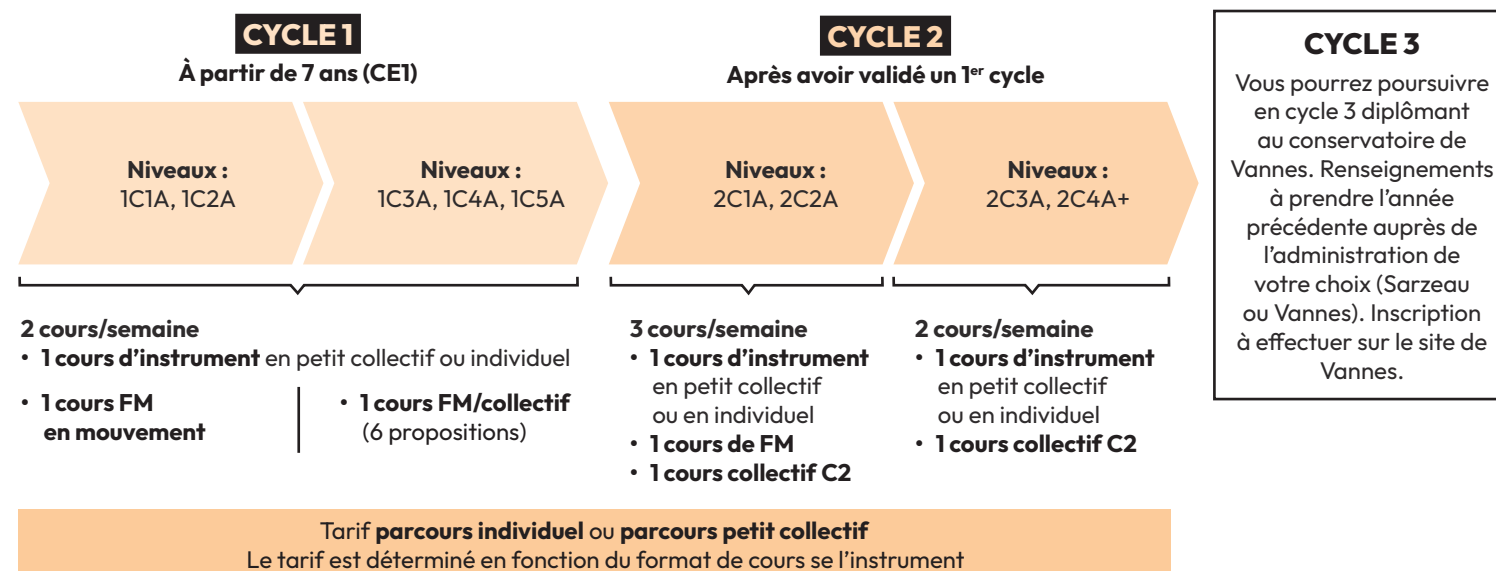 CYCLE 1
À partir de 7 ans (CE1)
Niveaux :
1C1A, 1C2A
Niveaux :
1C3A, 1C4A, 1C5A
2 cours/semaine
• 1 cours d’instrument en petit collectif ou individuel
• 1 cours FM
en mouvement
• 1 cours FM/collectif
(6 propositions)
CYCLE 2
Après avoir validé un 1er cycle
Niveaux :
2C1A, 2C2A
Niveaux :
2C3A, 2C4A+
3 cours/semaine
• 1 cours d’instrument
en petit collectif
ou en individuel
• 1 cours de FM
• 1 cours collectif C2
2 cours/semaine
• 1 cours d’instrument
en petit collectif
ou en individuel
• 1 cours collectif C2
Tarif parcours individuel ou parcours petit collectif
Le tarif est déterminé en fonction du format de cours se l’instrument
CYCLE 3
Vous pourrez poursuivre
en cycle 3 diplômant
au conservatoire de
Vannes. Renseignements
à prendre l’année
précédente auprès de
l’administration de
votre choix (Sarzeau
ou Vannes). Inscription
à effectuer sur le site de
Vannes.